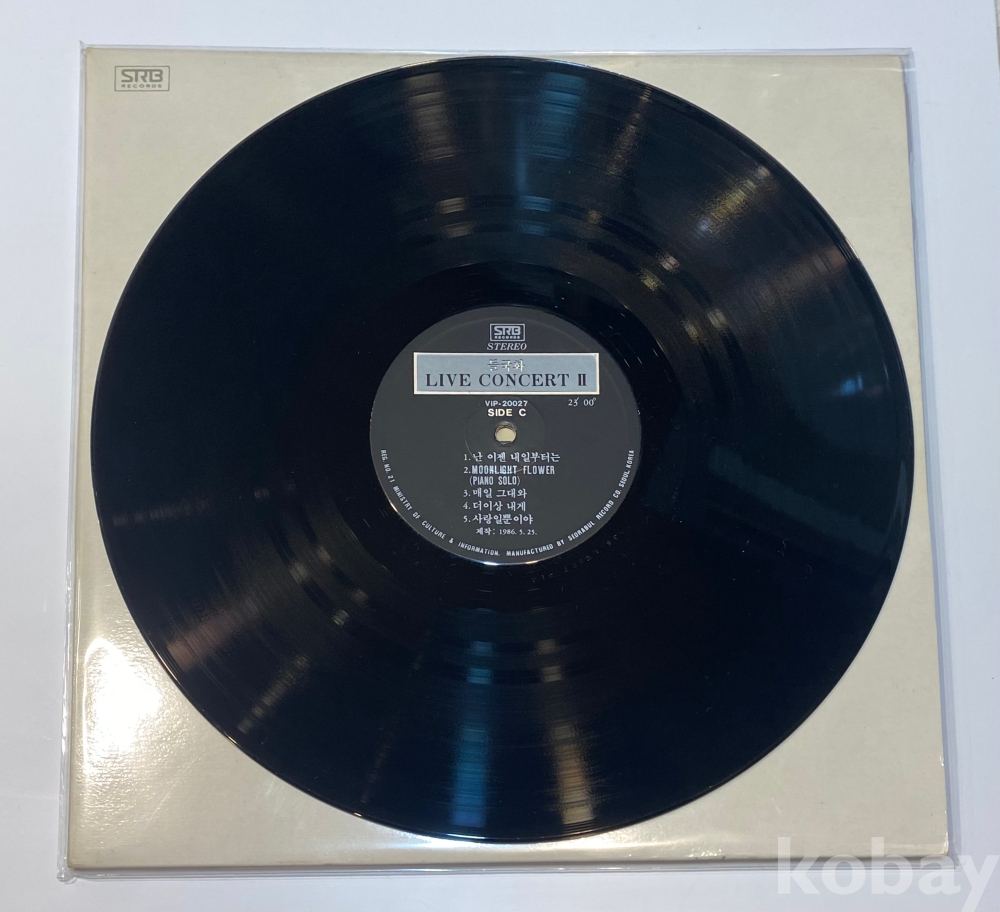 SRB
RECORDS
SRB
RECORDS
STEREO
들국화
LIVE CONCERT II
VIP-20027 23′ 00″
SIDE C
1. 난 이젠 내일부터는
2. MOONLIGHT FLOWER
(PIANO SOLO)
3. 매일 그대와
4. 더이상 내게
5. 사랑일뿐이야
제작: 1986. 5. 25.
REG. NO. 21 MINISTRY OF CULTURE & INFORMATION. MANUFACTURED BY SEORABUL RECORD CO. SEOUL, KOREA
kobay